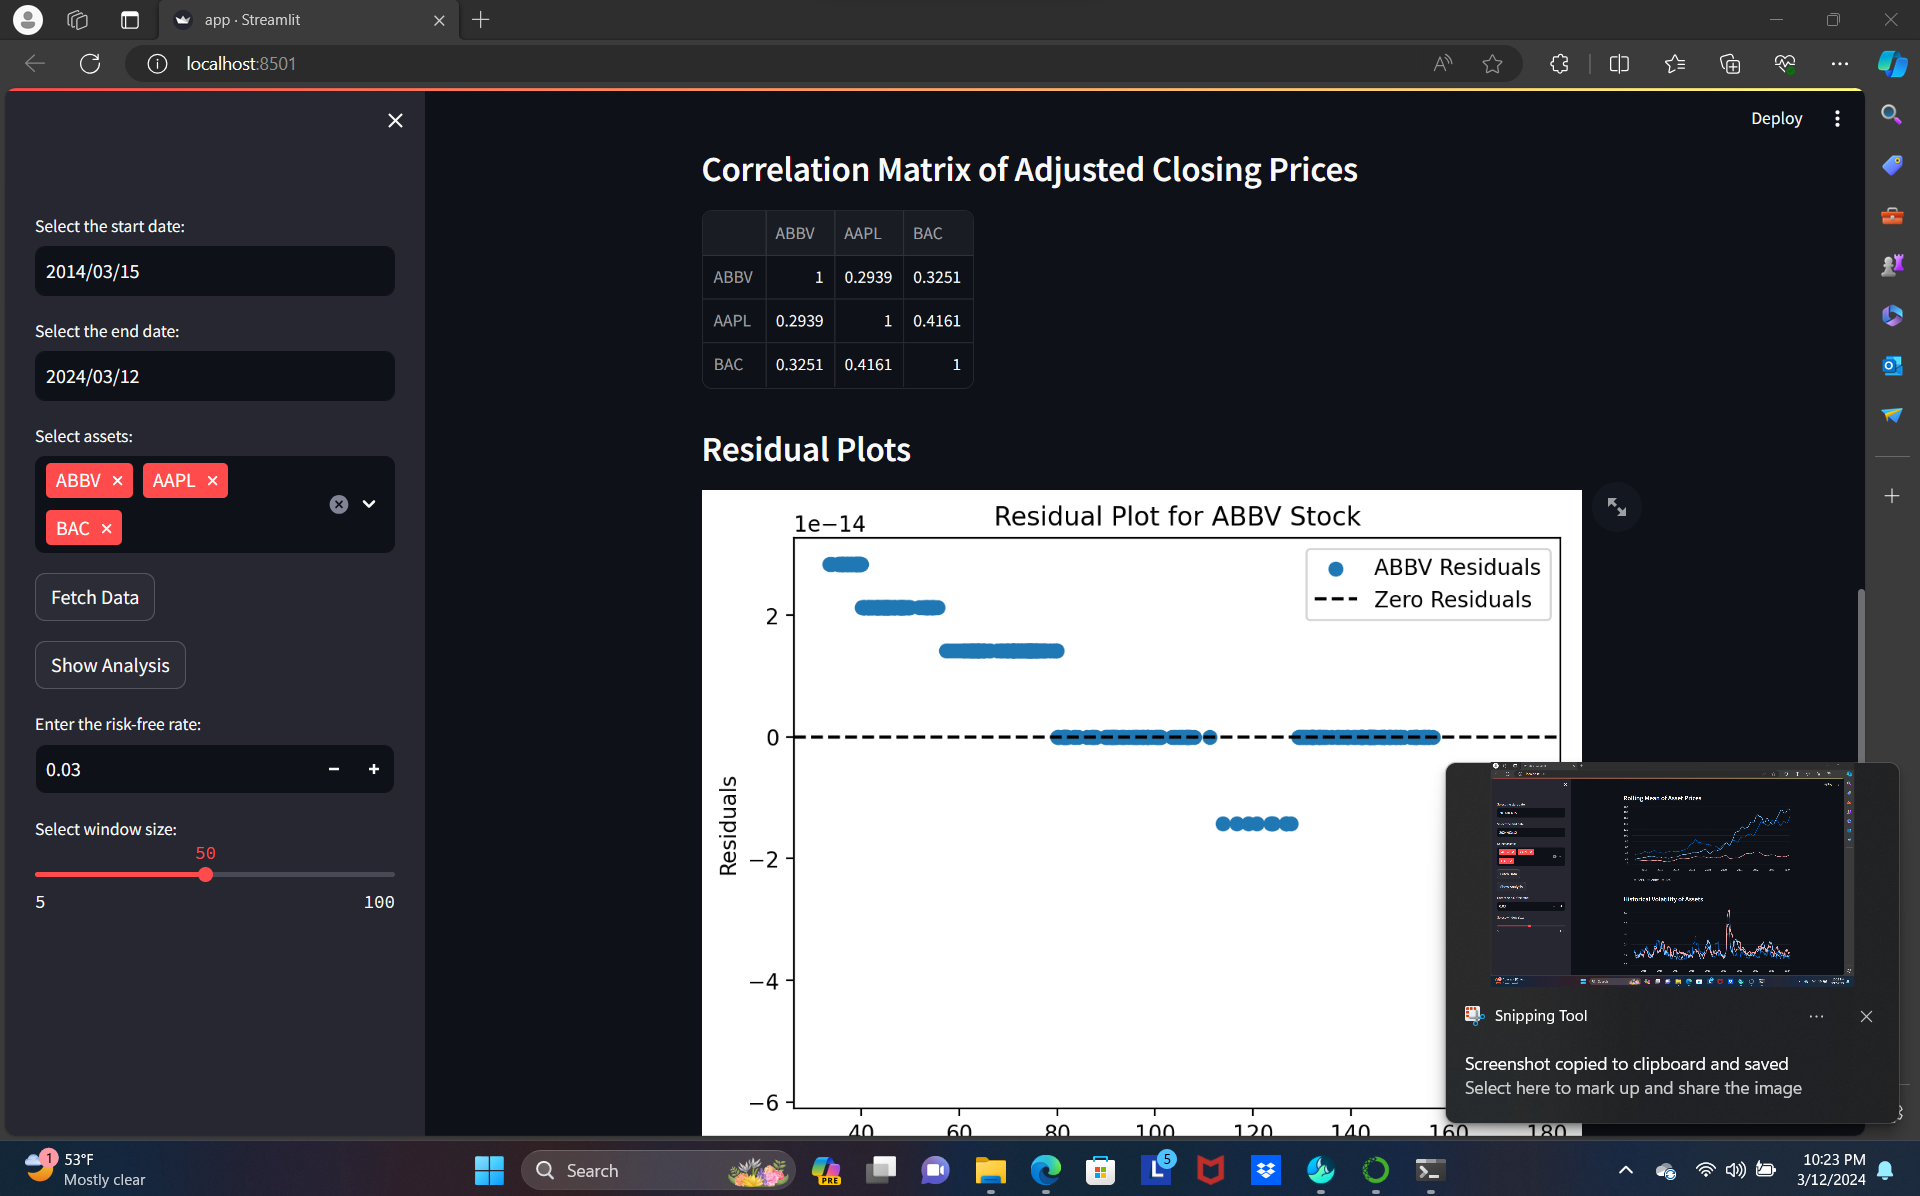 app · Streamlit
localhost:8501
Deploy
Select the start date:
2014/03/15
Select the end date:
2024/03/12
Select assets:
ABBV
AAPL
BAC
Fetch Data
Show Analysis
Enter the risk-free rate:
0.03
Select window size:
50
5 100
Correlation Matrix of Adjusted Closing Prices
ABBV AAPL BAC
ABBV 1 0.2939 0.3251
AAPL 0.2939 1 0.4161
BAC 0.3251 0.4161 1
Residual Plots
1e−14
Residual Plot for ABBV Stock
ABBV Residuals
Zero Residuals
2
0
−2
−4
−6
Residuals
40 60 80 100 120 140 160 180
Rolling Mean of Asset Prices
Historical Volatility of Assets
Snipping Tool
Screenshot copied to clipboard and saved
Select here to mark up and share the image
1
53°F
Mostly clear
Search
PRE
L
5
10:23 PM
3/12/2024